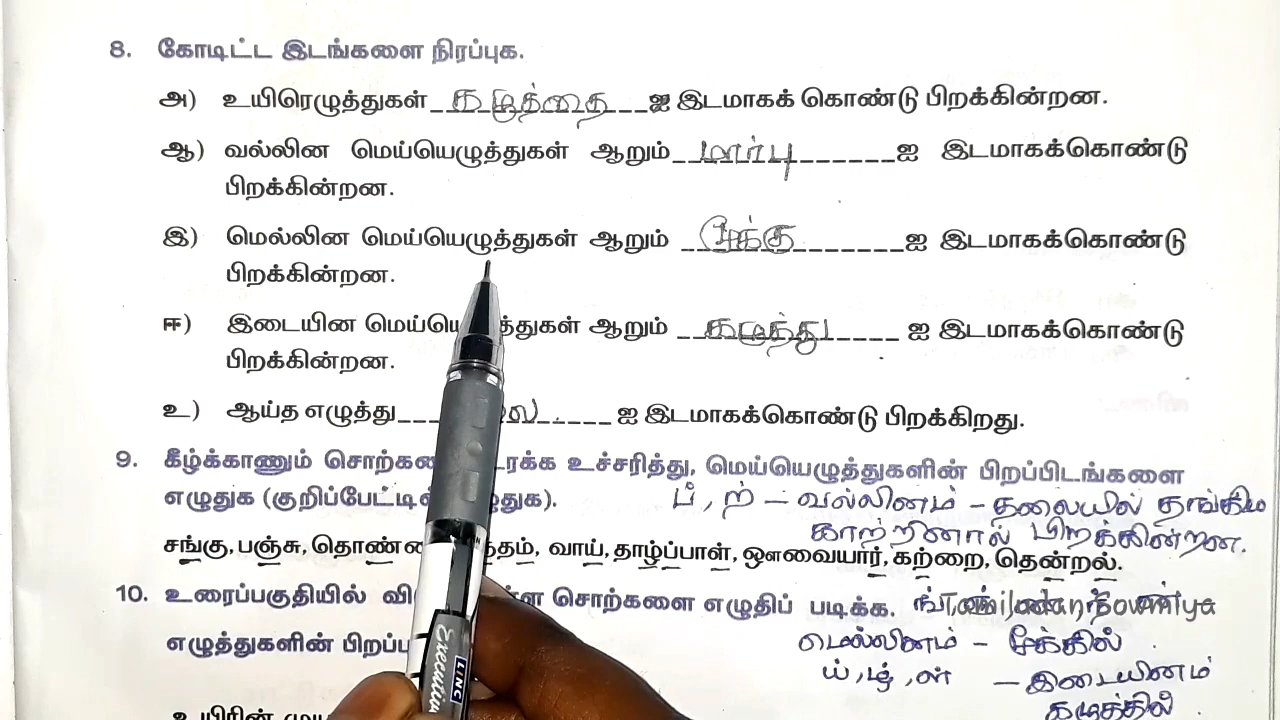 8. கோடிட்ட இடங்களை நிரப்புக.
அ) உயிரெழுத்துகள் கழுத்தை ஐ இடமாகக் கொண்டு பிறக்கின்றன.
ஆ) வல்லின மெய்யெழுத்துகள் ஆறும் மார்பு ஐ இடமாகக்கொண்டு
பிறக்கின்றன.
இ) மெல்லின மெய்யெழுத்துகள் ஆறும் மூக்கு ஐ இடமாகக்கொண்டு
பிறக்கின்றன.
ஈ) இடையின துகள் ஆறும் கழுத்து ஐ இடமாகக்கொண்டு
பிறக்கின்றன.
உ) ஆய்த எழுத்து ஐ இடமாகக்கொண்டு பிறக்கிறது.
9. கீழ்க்காணும் ரக்க உச்சரித்து, மெய்யெழுத்துகளின் பிறப்பிடங்களை
எழுதுக (குறிப்பேட்டில் எழுதுக). ப், ற் - வல்லினம் - தலையில் தாங்கிய
காற்றினால் பிறக்கின்றன.
சங்கு, பஞ்சு, வாய், தாழ்ப்பாள், ஔவையார், கற்றை, தென்றல்.
10. உரைப்பகுதியில் சொற்களை எழுதிப் படிக்க. Tamiladan Sowmiya
எழுத்துகளின் மெல்லினம் - மூக்கில்
ய், ழ், ள் - இடையினம்
கழுத்தில்